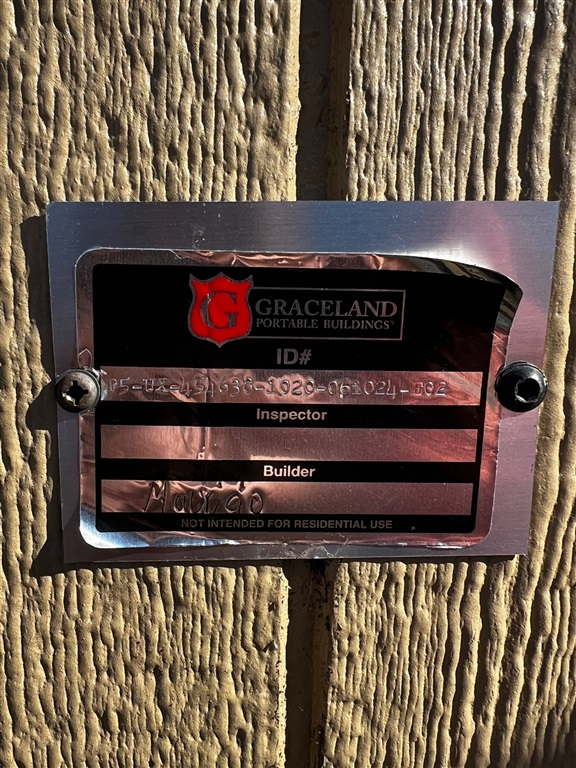 G
GRACELAND
PORTABLE BUILDINGS®
ID#
Inspector
Builder
NOT INTENDED FOR RESIDENTIAL USE